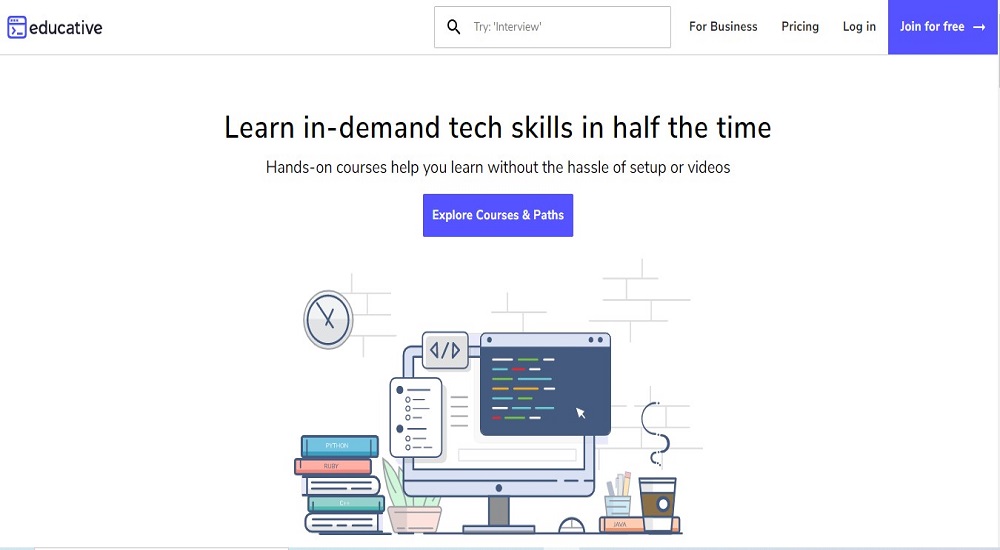 educative
Try: 'Interview'
For Business
Pricing
Log in
Join for free →
Learn in-demand tech skills in half the time
Hands-on courses help you learn without the hassle of setup or videos
Explore Courses & Paths
</>
PYTHON
RUBY
C++
JAVA